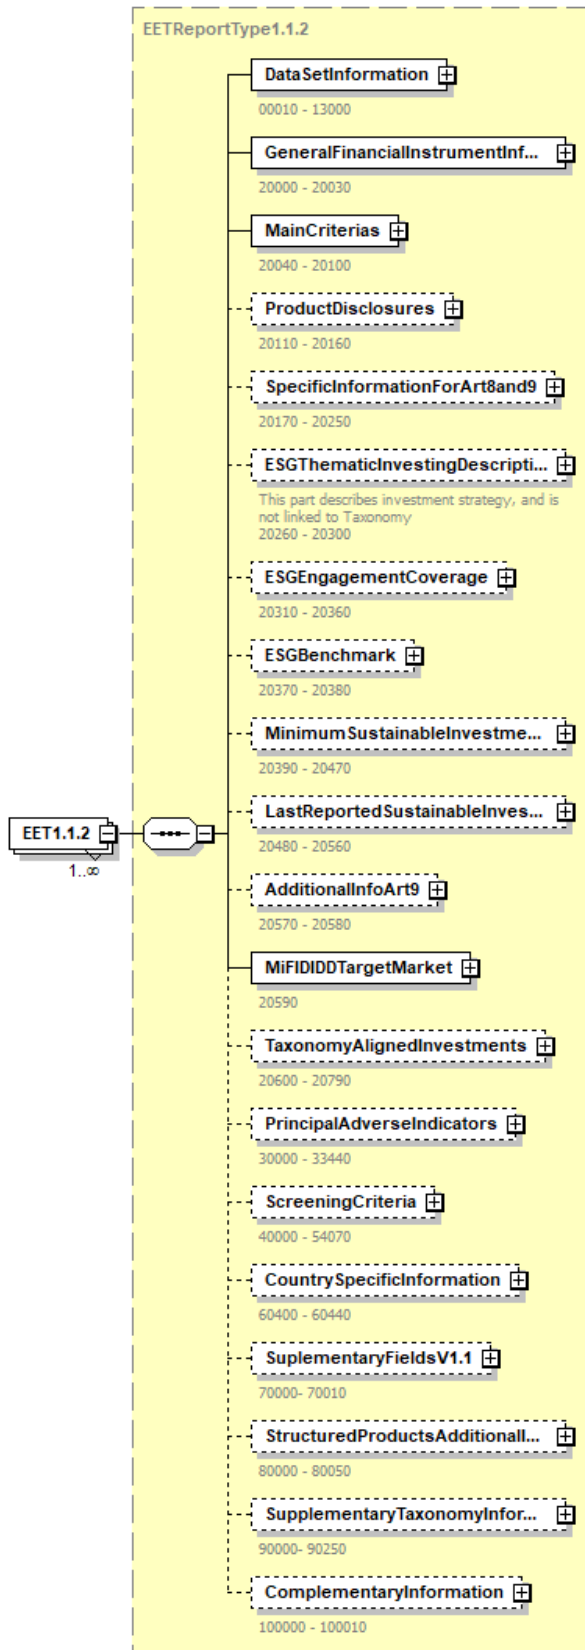 EETReportType1.1.2
DataSetInformation
00010 - 13000
GeneralFinancialInstrumentInf...
20000 - 20030
MainCriterias
20040 - 20100
ProductDisclosures
20110 - 20160
SpecificInformationForArt8and9
20170 - 20250
ESGThematicInvestingDescripti...
This part describes investment strategy, and is
not linked to Taxonomy
20260 - 20300
ESGEngagementCoverage
20310 - 20360
ESGBenchmark
20370 - 20380
MinimumSustainableInvestme...
20390 - 20470
LastReportedSustainableInves...
20480 - 20560
EET1.1.2
1..∞
AdditionalInfoArt9
20570 - 20580
MiFIDIDDTargetMarket
20590
TaxonomyAlignedInvestments
20600 - 20790
PrincipalAdverseIndicators
30000 - 33440
ScreeningCriteria
40000 - 54070
CountrySpecificInformation
60400 - 60440
SuplementaryFieldsV1.1
70000- 70010
StructuredProductsAdditionalI...
80000 - 80050
SupplementaryTaxonomyInfor...
90000- 90250
ComplementaryInformation
100000 - 100010